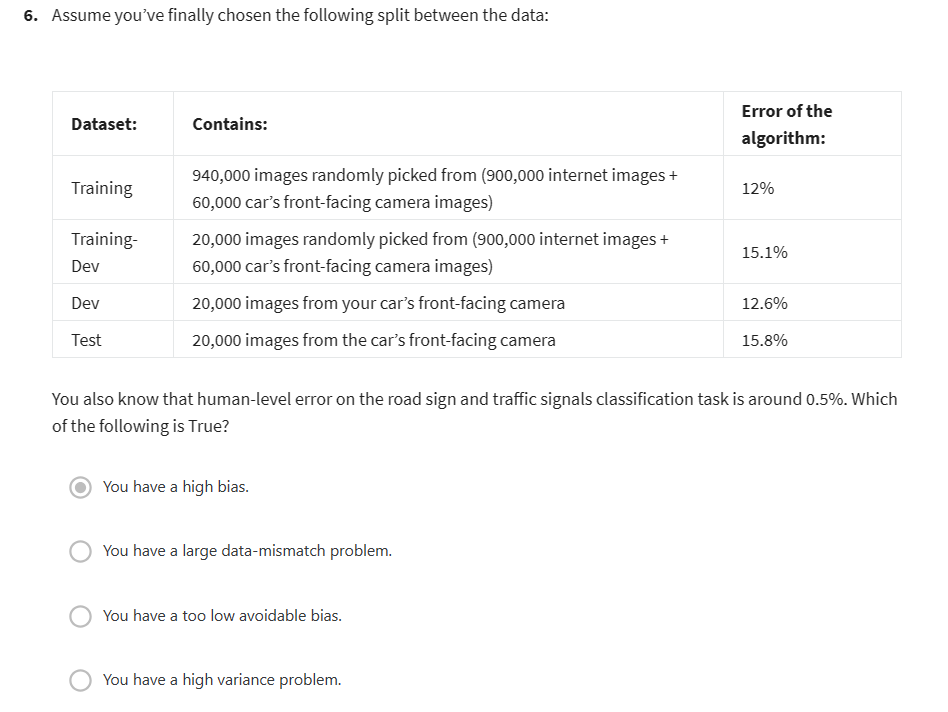 6. Assume you've finally chosen the following split between the data:
Dataset: Contains: Error of the algorithm:
Training 940,000 images randomly picked from (900,000 internet images + 60,000 car's front-facing camera images) 12%
Training-Dev 20,000 images randomly picked from (900,000 internet images + 60,000 car's front-facing camera images) 15.1%
Dev 20,000 images from your car's front-facing camera 12.6%
Test 20,000 images from the car's front-facing camera 15.8%
You also know that human-level error on the road sign and traffic signals classification task is around 0.5%. Which
of the following is True?
You have a high bias.
You have a large data-mismatch problem.
You have a too low avoidable bias.
You have a high variance problem.